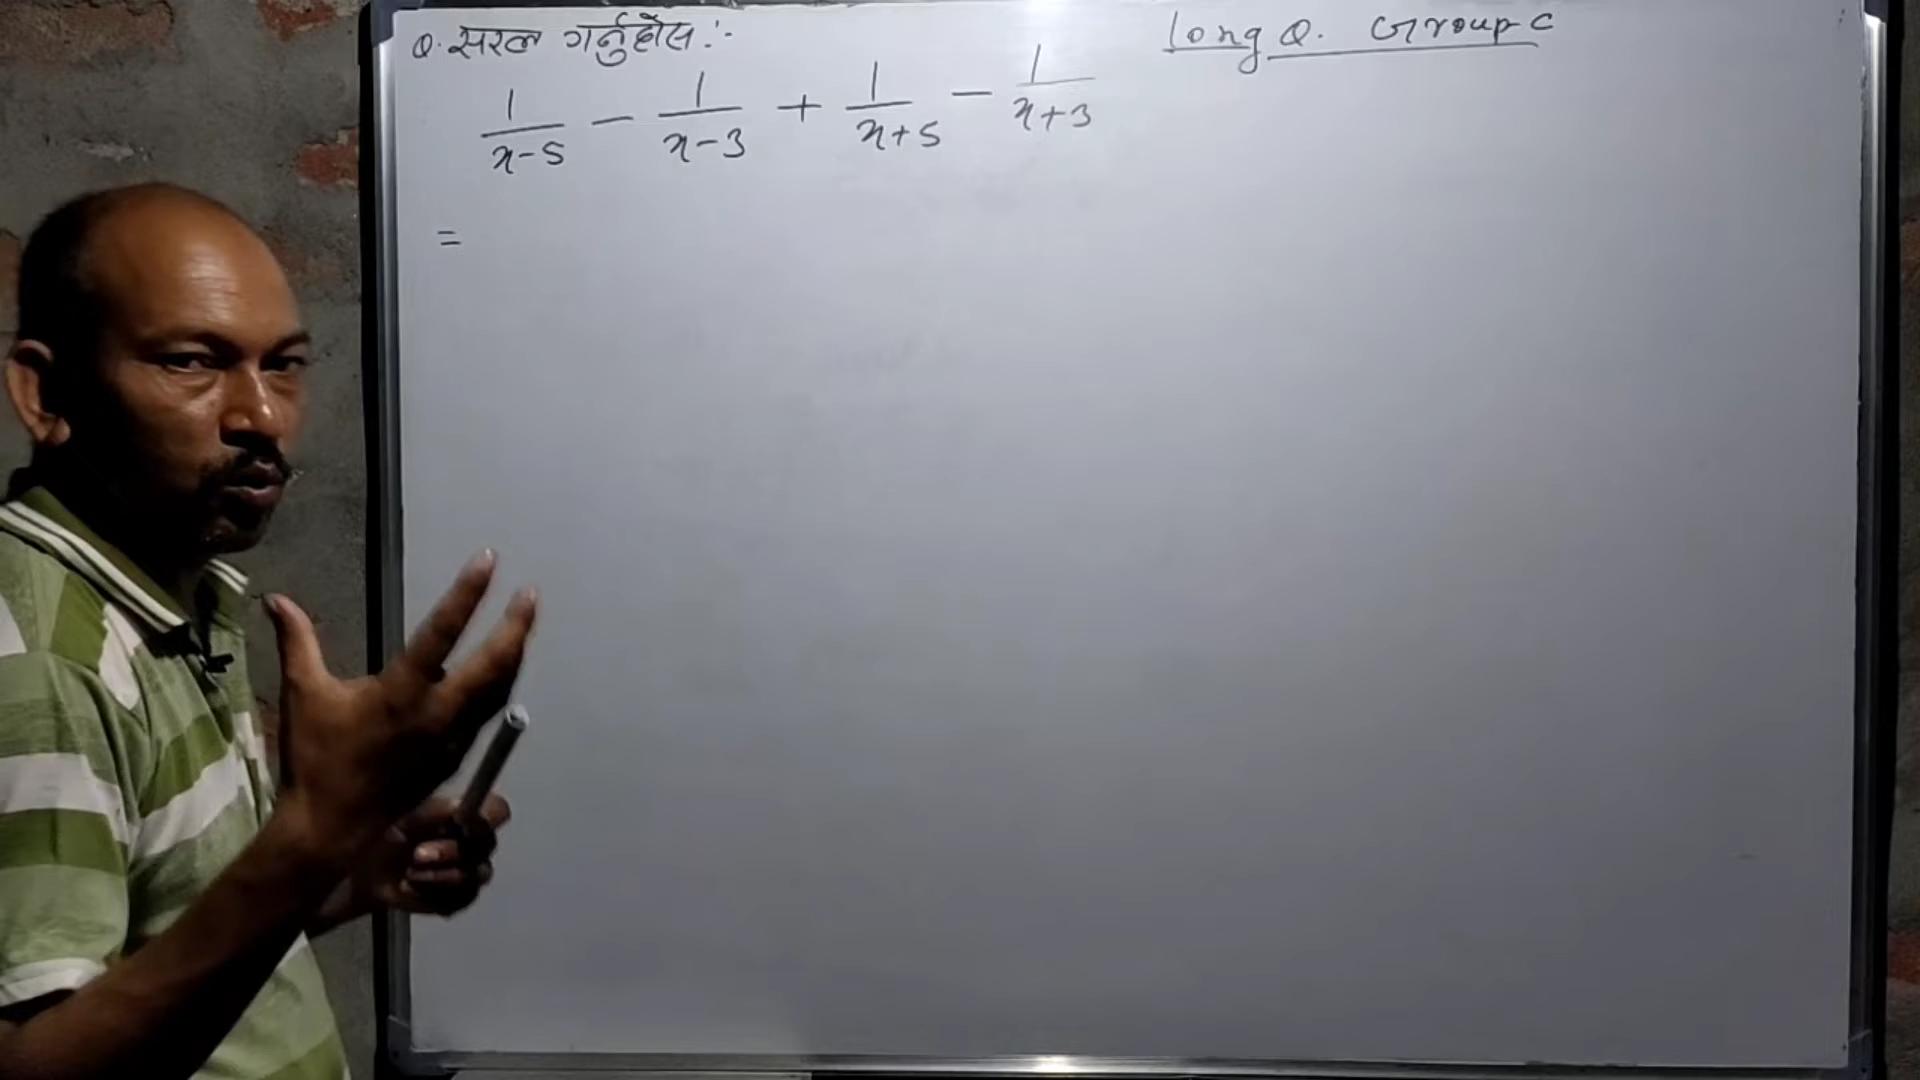 Q. सरल गर्नुहोस :-
long Q. Group C
1/(x-5) - 1/(x-3) + 1/(x+5) - 1/(x+3)
=